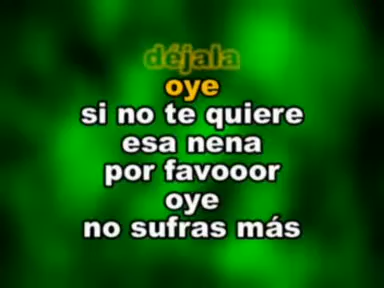 déjala
oye
si no te quiere
esa nena
por favooor
oye
no sufras más